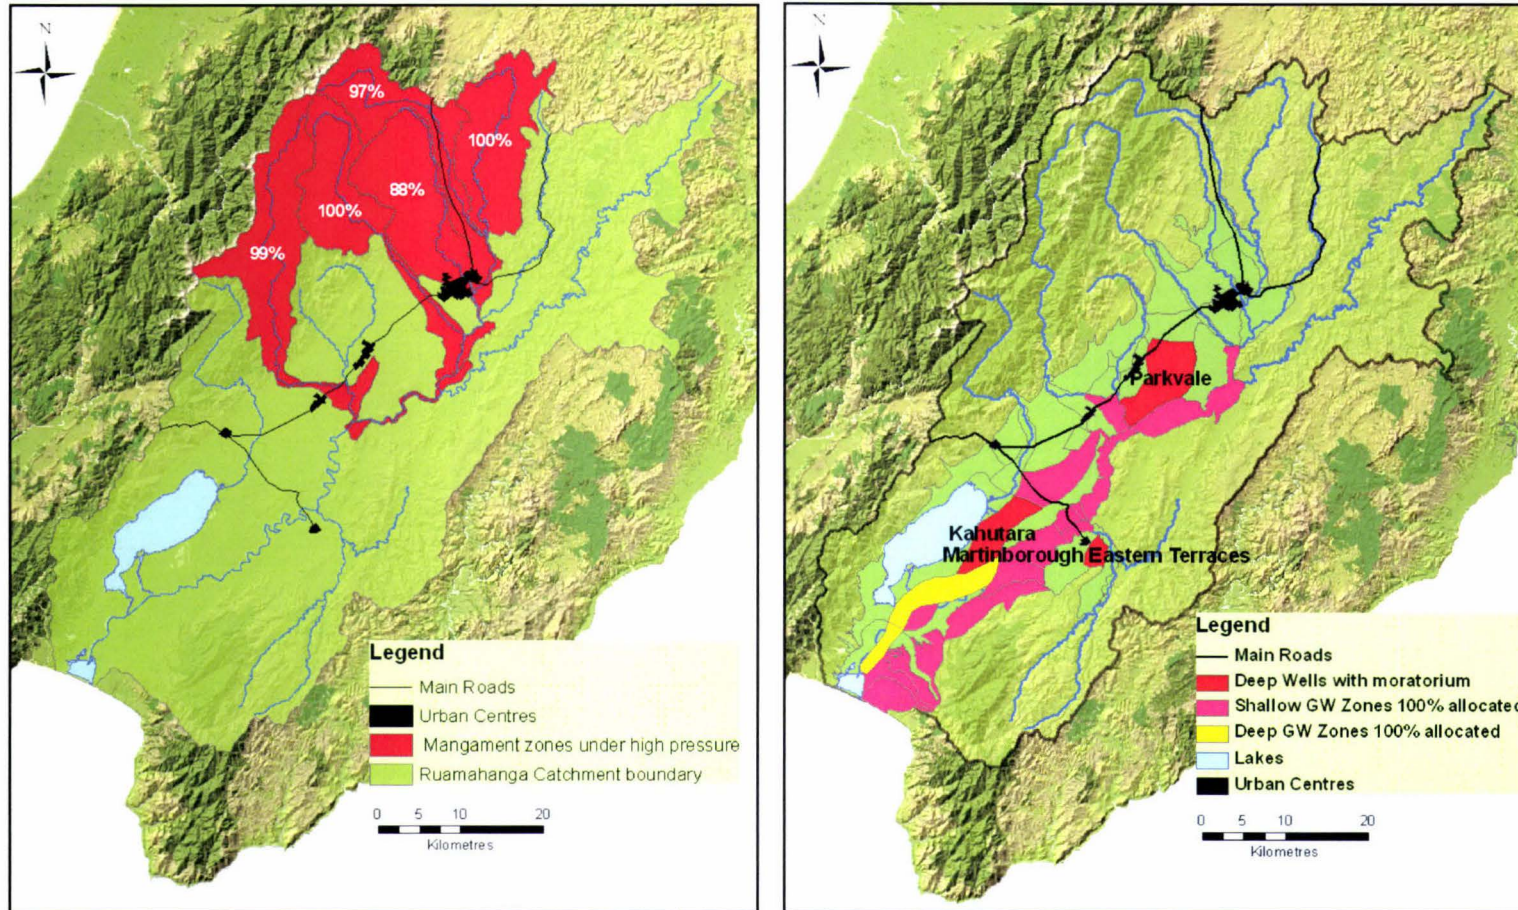 N
97%
100%
88%
100%
99%
Legend
Main Roads
Urban Centres
Mangament zones under high pressure
Ruamahanga Catchment boundary
0 5 10 20
Kilometres
N
Parkvale
Kahutara
Martinborough Eastern Terraces
Legend
Main Roads
Deep Wells with moratorium
Shallow GW Zones 100% allocated
Deep GW Zones 100% allocated
Lakes
Urban Centres
0 5 10 20
Kilometres